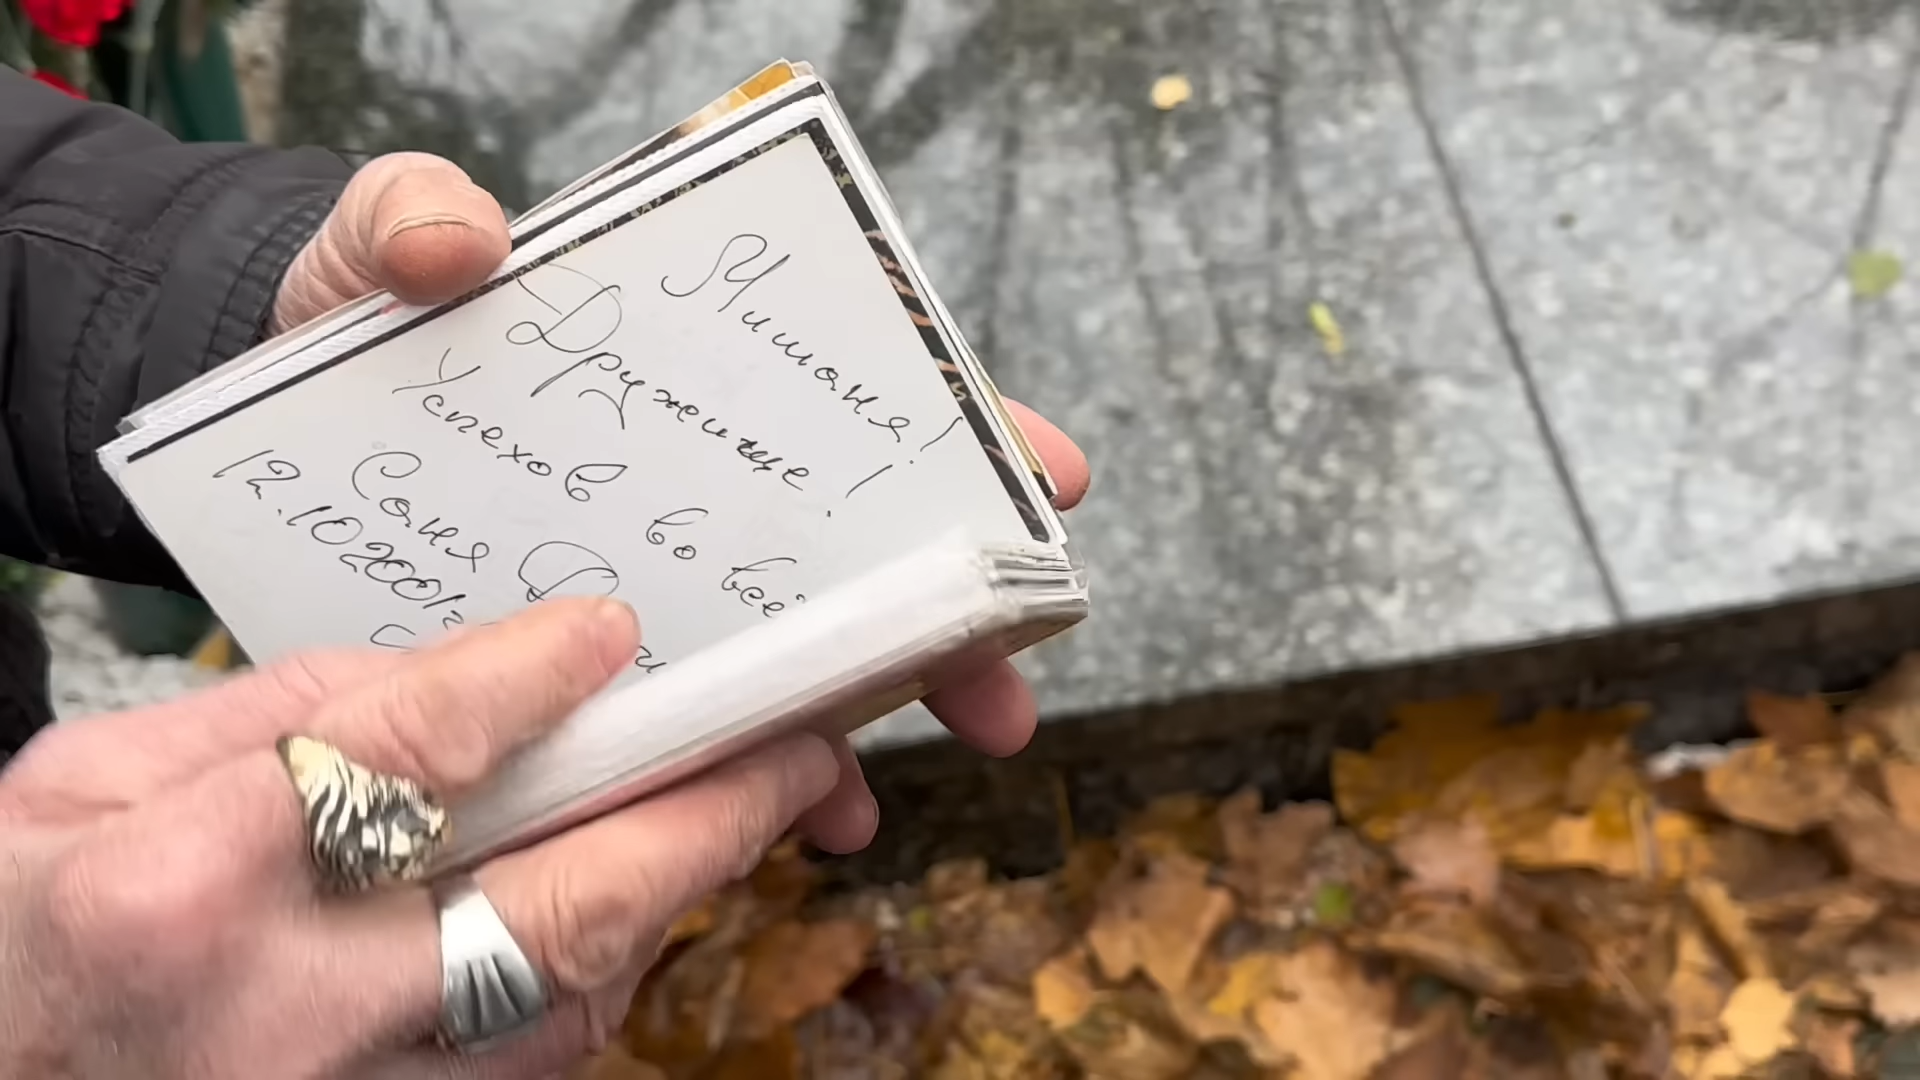 Мишаня!
Дружище!
Успехов во всё
Соня
12.10 2001г